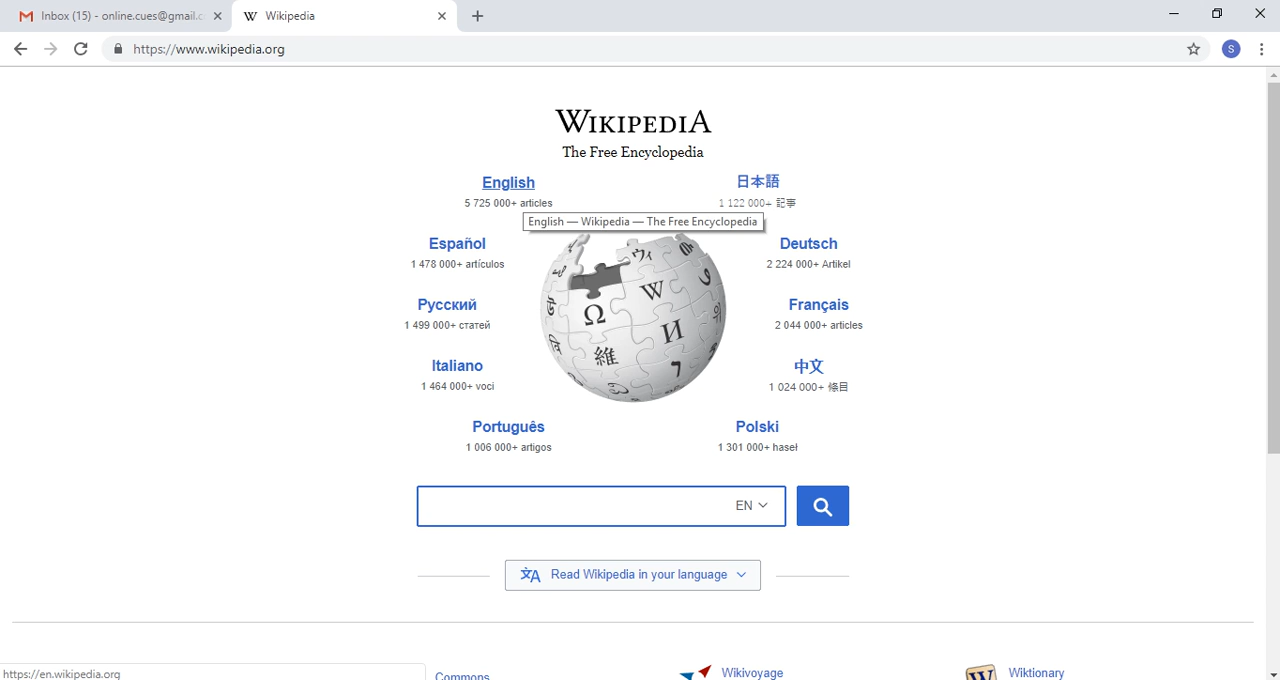 Inbox (15) - online.cues@gmail.c
Wikipedia
https://www.wikipedia.org
S
WIKIPEDIA
The Free Encyclopedia
English
5 725 000+ articles
日本語
1 122 000+ 記事
English — Wikipedia — The Free Encyclopedia
Español
1 478 000+ artículos
Deutsch
2 224 000+ Artikel
Русский
1 499 000+ статей
Français
2 044 000+ articles
Italiano
1 464 000+ voci
中文
1 024 000+ 條目
Ω W И 維 ウィ
Português
1 006 000+ artigos
Polski
1 301 000+ haseł
EN
Read Wikipedia in your language
https://en.wikipedia.org
Commons
Wikivoyage
Wiktionary